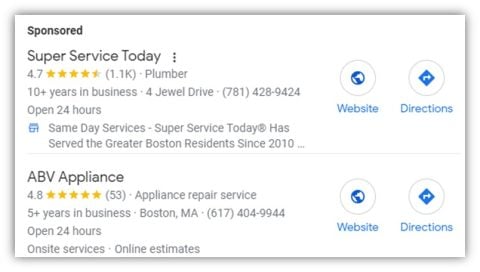 Sponsored
Super Service Today
4.7 (1.1K) · Plumber
10+ years in business · 4 Jewel Drive · (781) 428-9424
Open 24 hours
Same Day Services - Super Service Today® Has
Served the Greater Boston Residents Since 2010 ...
Website
Directions
ABV Appliance
4.8 (53) · Appliance repair service
5+ years in business · Boston, MA · (617) 404-9944
Open 24 hours
Onsite services · Online estimates
Website
Directions